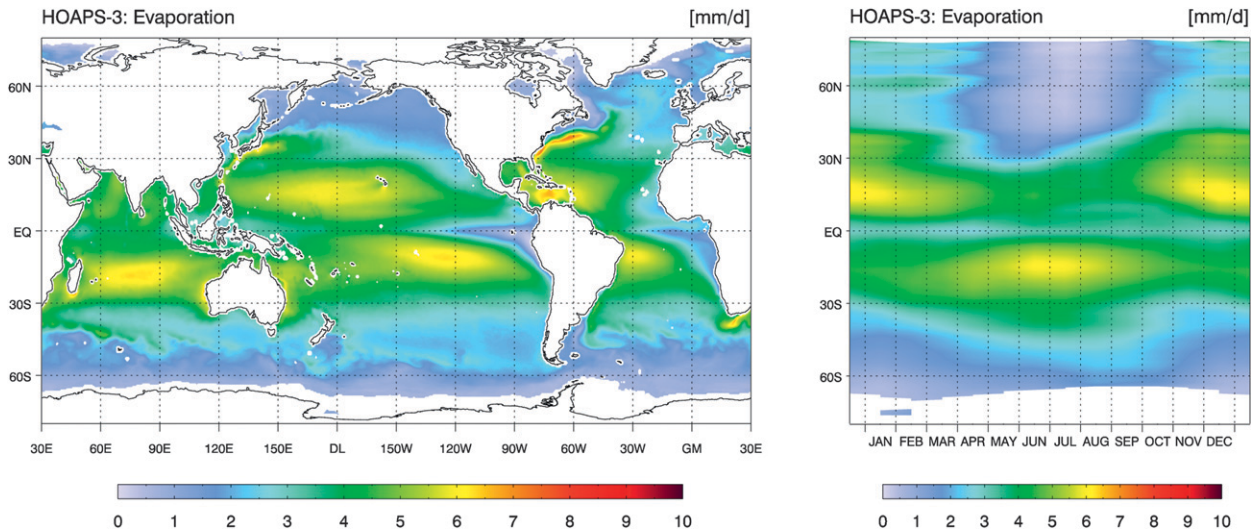 HOAPS-3: Evaporation [mm/d]
60N
30N
EQ
30S
60S
30E 60E 90E 120E 150E DL 150W 120W 90W 60W GM 30E
0 1 2 3 4 5 6 7 8 9 10
HOAPS-3: Evaporation [mm/d]
60N
30N
EQ
30S
60S
JAN FEB MAR APR MAY JUN JUL AUG SEP OCT NOV DEC
0 1 2 3 4 5 6 7 8 9 10